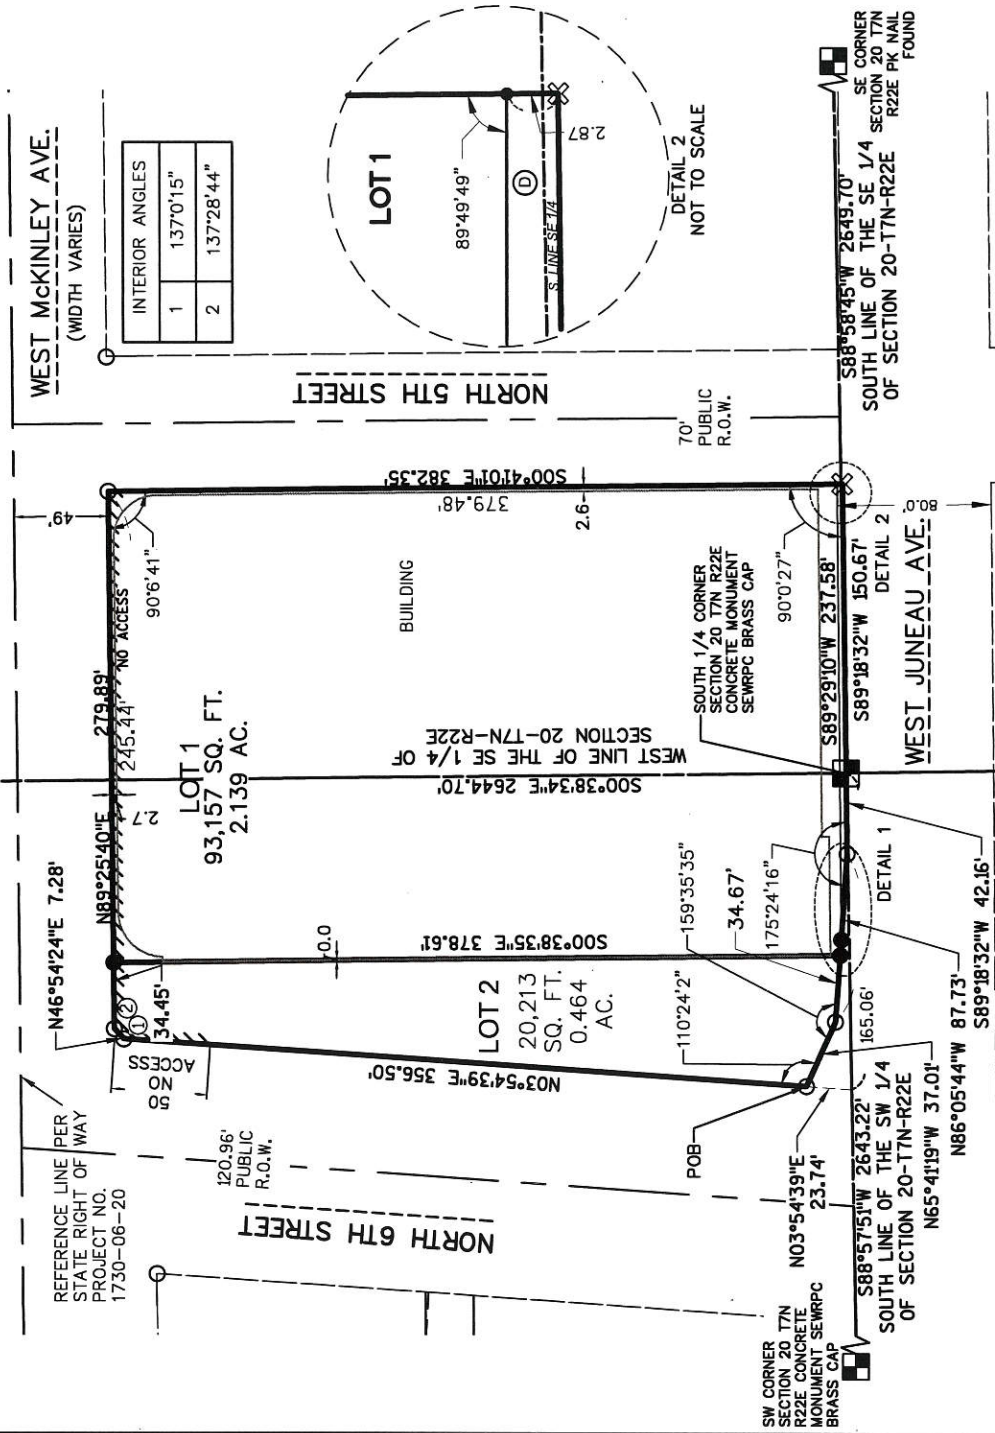 WEST McKINLEY AVE.
(WIDTH VARIES)
INTERIOR ANGLES
1 137°0'15"
2 137°28'44"
LOT 1
89°49'49"
2.87
D
S. LINE SE 1/4
DETAIL 2
NOT TO SCALE
SE CORNER
SECTION 20 T7N
R22E PK NAIL
FOUND
NORTH 5TH STREET
70'
PUBLIC
R.O.W.
S88°58'45"W 2649.70'
SOUTH LINE OF THE SE 1/4
OF SECTION 20-T7N-R22E
49'
S00°41'01"E 382.35'
379.48'
2.6
90°6'41"
NO ACCESS
279.89'
245.44'
N89°25'40"E
2.7
BUILDING
LOT 1
93,157 SQ. FT.
2.139 AC.
WEST LINE OF THE SE 1/4 OF
SECTION 20-T7N-R22E
S00°38'34"E 2644.70'
SOUTH 1/4 CORNER
SECTION 20 T7N R22E
CONCRETE MONUMENT
SEWRPC BRASS CAP
90°0'27"
S89°29'10"W 237.58'
S89°18'32"W 150.67'
DETAIL 2
80.0'
WEST JUNEAU AVE.
N46°54'24"E 7.28'
34.45'
1
2
S00°38'35"E 378.61'
0.0
LOT 2
20,213
SQ. FT.
0.464
AC.
159°35'35"
34.67'
175°24'16"
DETAIL 1
110°24'2"
165.06'
S89°18'32"W 42.16'
N86°05'44"W 87.73'
N65°41'19"W 37.01'
50
NO
ACCESS
N03°54'39"E 356.50'
POB
N03°54'39"E
23.74'
S88°57'51"W 2643.22'
SOUTH LINE OF THE SW 1/4
OF SECTION 20-T7N-R22E
REFERENCE LINE PER
STATE RIGHT OF WAY
PROJECT NO.
1730-06-20
120.96'
PUBLIC
R.O.W.
NORTH 6TH STREET
SW CORNER
SECTION 20 T7N
R22E CONCRETE
MONUMENT SEWRPC
BRASS CAP